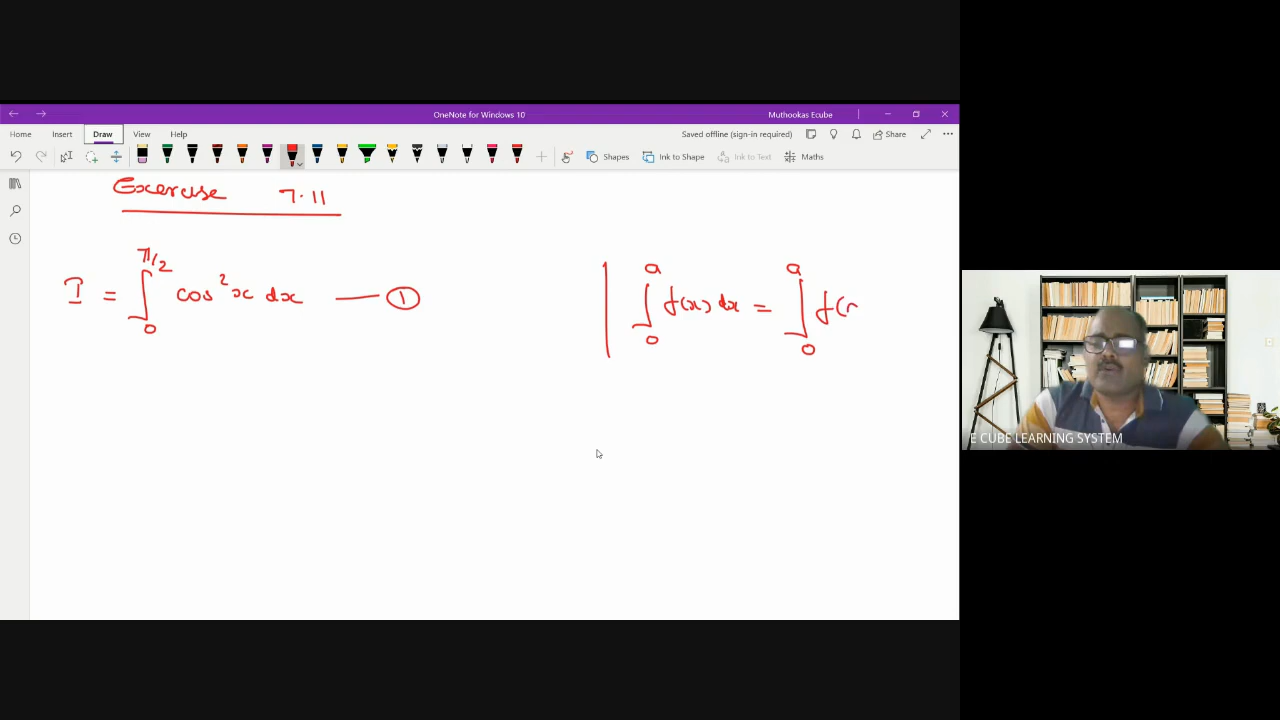 OneNote for Windows 10
Muthookas Ecube
Home Insert Draw View Help
Saved offline (sign-in required) Share
Shapes Ink to Shape Ink to Text Maths
Exercise 7.11
I = ∫₀^{π/2} cos²x dx —— ①
∫₀^a f(x) dx = ∫₀^a f(
E CUBE LEARNING SYSTEM